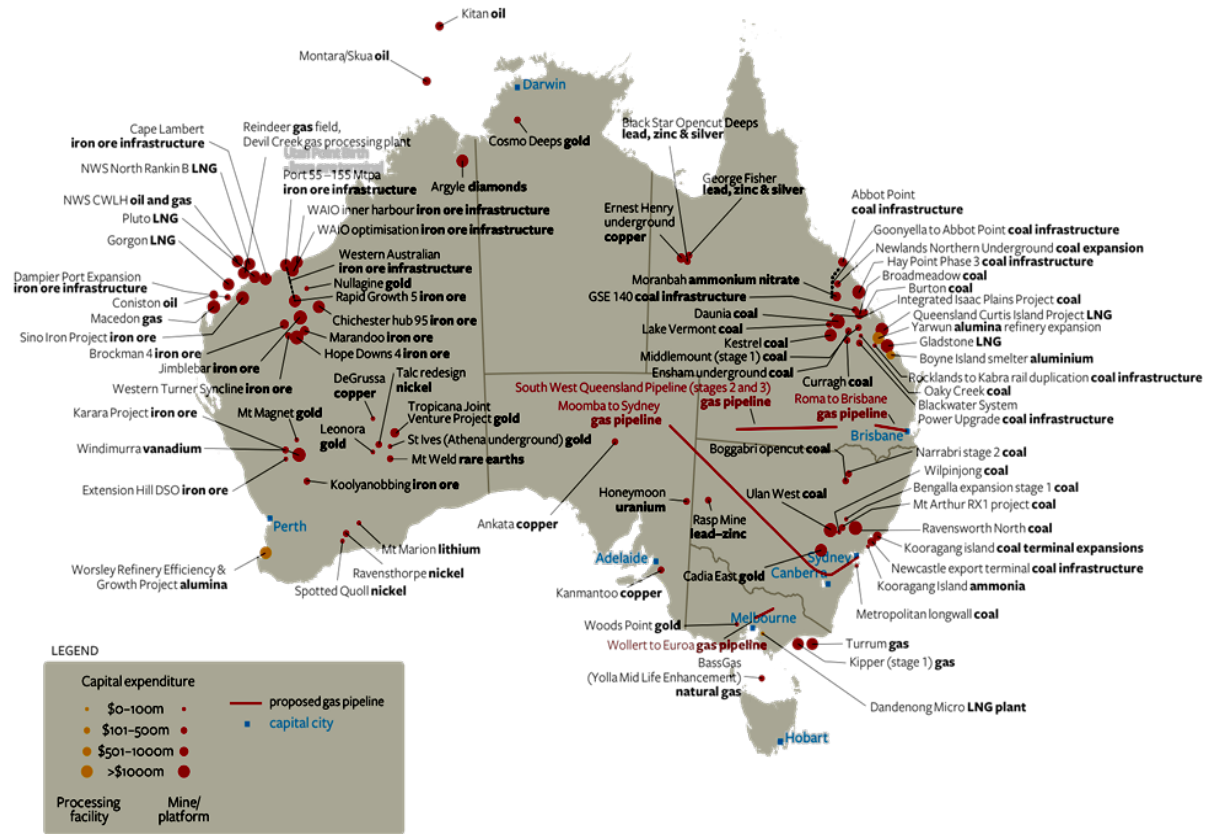 Kitan oil
Montara/Skua oil
Darwin
Cosmo Deeps gold
Black Star Opencut Deeps
lead, zinc & silver
George Fisher
lead, zinc & silver
Ernest Henry
underground
copper
Cape Lambert
iron ore infrastructure
Reindeer gas field,
Devil Creek gas processing plant
NWS North Rankin B LNG
Port 55–155 Mtpa
iron ore infrastructure
Argyle diamonds
NWS CWLH oil and gas
WAIO inner harbour iron ore infrastructure
Pluto LNG
WAIO optimisation iron ore infrastructure
Gorgon LNG
Western Australian
iron ore infrastructure
Dampier Port Expansion
iron ore infrastructure
Nullagine gold
Coniston oil
Rapid Growth 5 iron ore
Macedon gas
Chichester hub 95 iron ore
Sino Iron Project iron ore
Marandoo iron ore
Brockman 4 iron ore
Hope Downs 4 iron ore
Jimblebar iron ore
Western Turner Syncline iron ore
Talc redesign
nickel
DeGrussa
copper
Karara Project iron ore
Mt Magnet gold
Tropicana Joint
Venture Project gold
Leonora
gold
St Ives (Athena underground) gold
Windimurra vanadium
Mt Weld rare earths
Extension Hill DSO iron ore
Koolyanobbing iron ore
Perth
Mt Marion lithium
Worsley Refinery Efficiency &
Growth Project alumina
Ravensthorpe nickel
Spotted Quoll nickel
Abbot Point
coal infrastructure
Goonyella to Abbot Point coal infrastructure
Newlands Northern Underground coal expansion
Hay Point Phase 3 coal infrastructure
Moranbah ammonium nitrate
Broadmeadow coal
Burton coal
GSE 140 coal infrastructure
Integrated Isaac Plains Project coal
Daunia coal
Queensland Curtis Island Project LNG
Lake Vermont coal
Yarwun alumina refinery expansion
Kestrel coal
Gladstone LNG
Middlemount (stage 1) coal
Boyne Island smelter aluminium
Ensham underground coal
Rocklands to Kabra rail duplication coal infrastructure
Curragh coal
Oaky Creek coal
Blackwater System
Power Upgrade coal infrastructure
South West Queensland Pipeline (stages 2 and 3)
gas pipeline
Moomba to Sydney
gas pipeline
Roma to Brisbane
gas pipeline
Brisbane
Boggabri opencut coal
Narrabri stage 2 coal
Wilpinjong coal
Bengalla expansion stage 1 coal
Ulan West coal
Mt Arthur RX1 project coal
Honeymoon
uranium
Rasp Mine
lead–zinc
Ankata copper
Ravensworth North coal
Kooragang island coal terminal expansions
Adelaide
Sydney
Newcastle export terminal coal infrastructure
Cadia East gold
Canberra
Kooragang Island ammonia
Kanmantoo copper
Metropolitan longwall coal
Woods Point gold
Melbourne
Wollert to Euroa gas pipeline
Turrum gas
Kipper (stage 1) gas
BassGas
(Yolla Mid Life Enhancement)
natural gas
Dandenong Micro LNG plant
Hobart
LEGEND
Capital expenditure
$0–100m
$101–500m
$501–1000m
>$1000m
Processing
facility
Mine/
platform
proposed gas pipeline
capital city